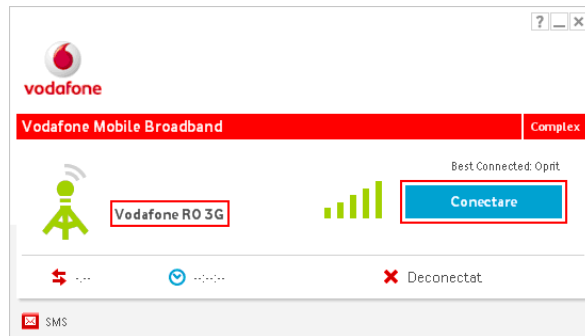 ? _ ×
vodafone
Vodafone Mobile Broadband Complex
Best Connected: Oprit
Vodafone RO 3G Conectare
-.-- --:--:-- Deconectat
SMS